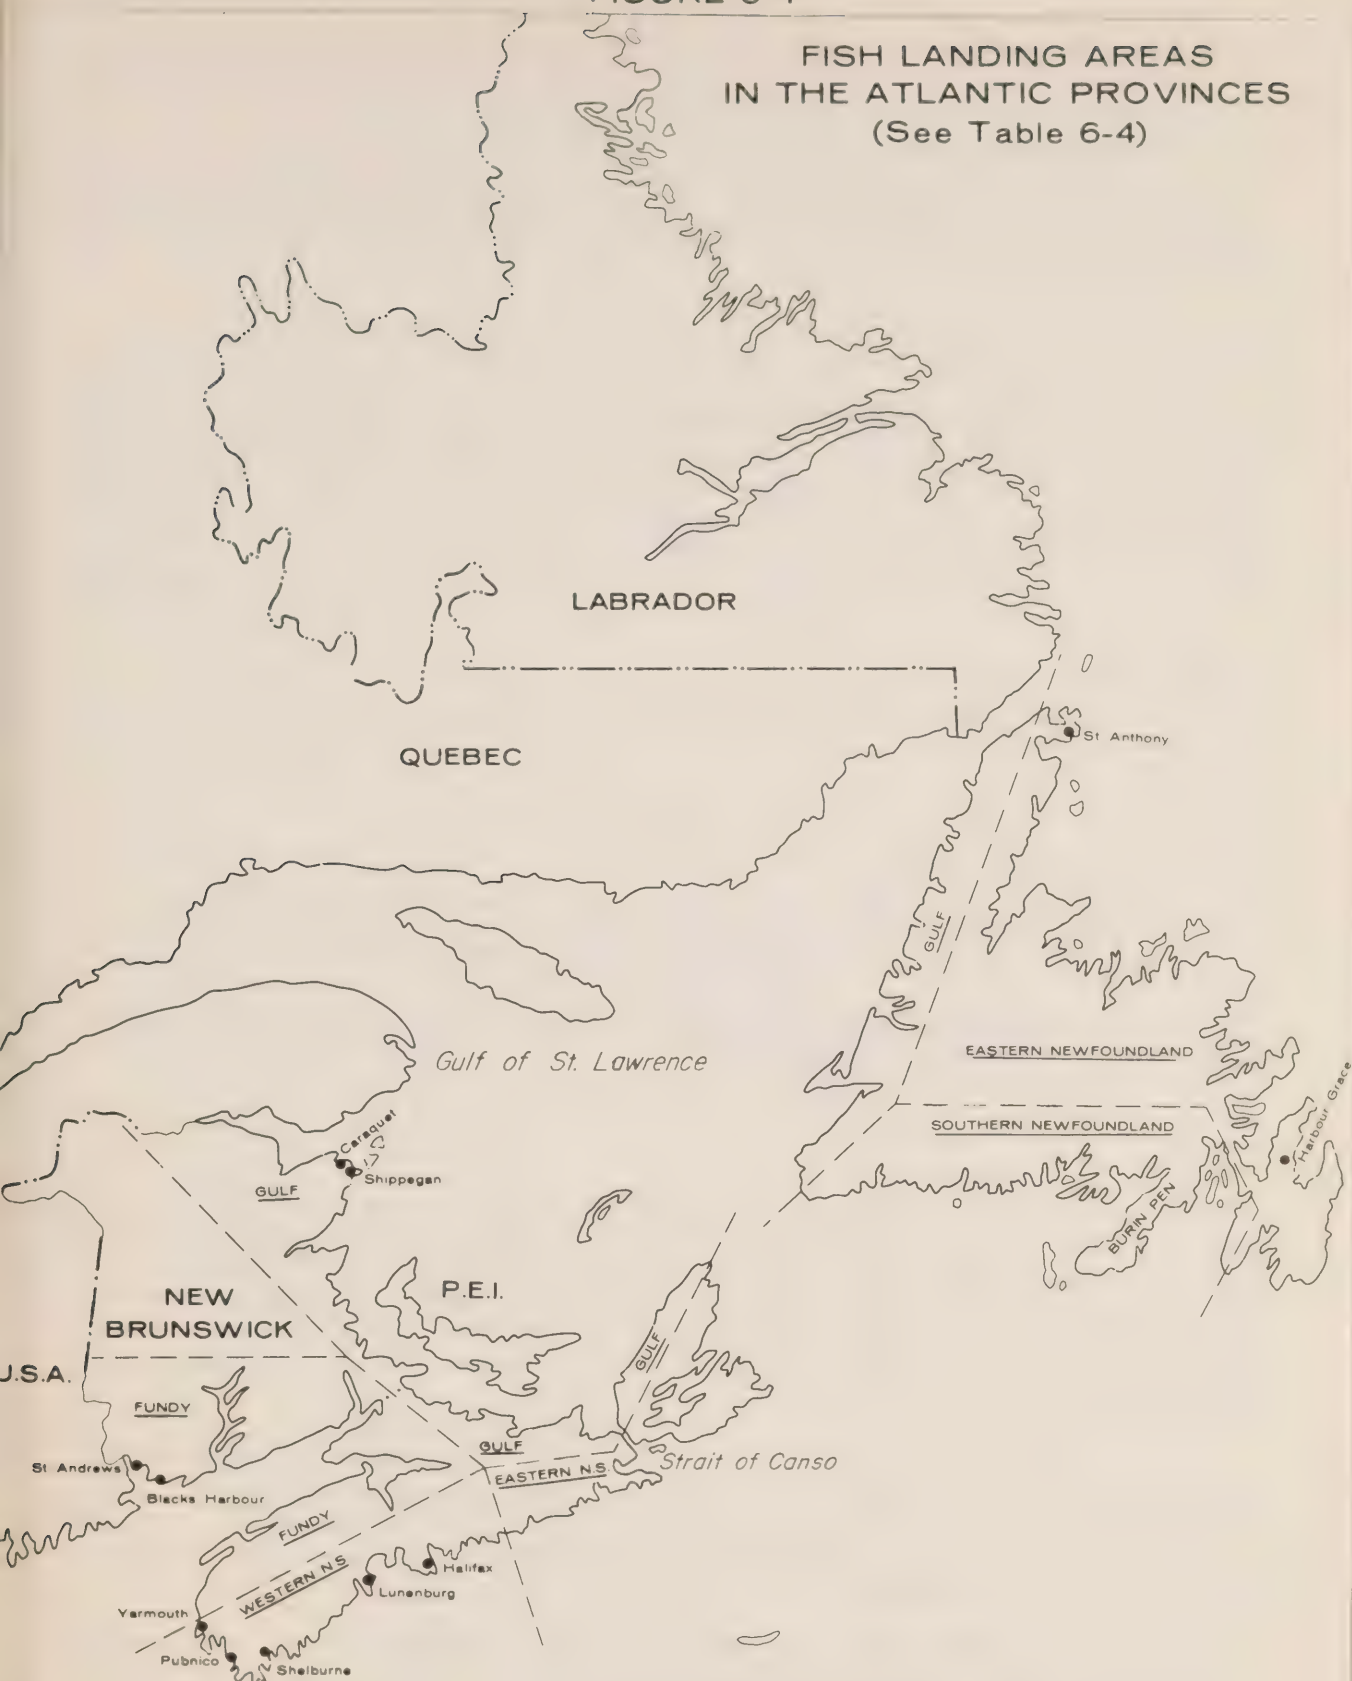 FISH LANDING AREAS
IN THE ATLANTIC PROVINCES
(See Table 6-4)
LABRADOR
QUEBEC
St. Anthony
GULF
Gulf of St. Lawrence
EASTERN NEWFOUNDLAND
SOUTHERN NEWFOUNDLAND
Harbour Grace
BURIN PEN
Caraquet
Shippegan
GULF
NEW
BRUNSWICK
P.E.I.
GULF
U.S.A.
FUNDY
GULF
EASTERN N.S.
Strait of Canso
St. Andrews
Blacks Harbour
FUNDY
WESTERN N.S.
Halifax
Lunenburg
Yarmouth
Pubnico
Shelburne